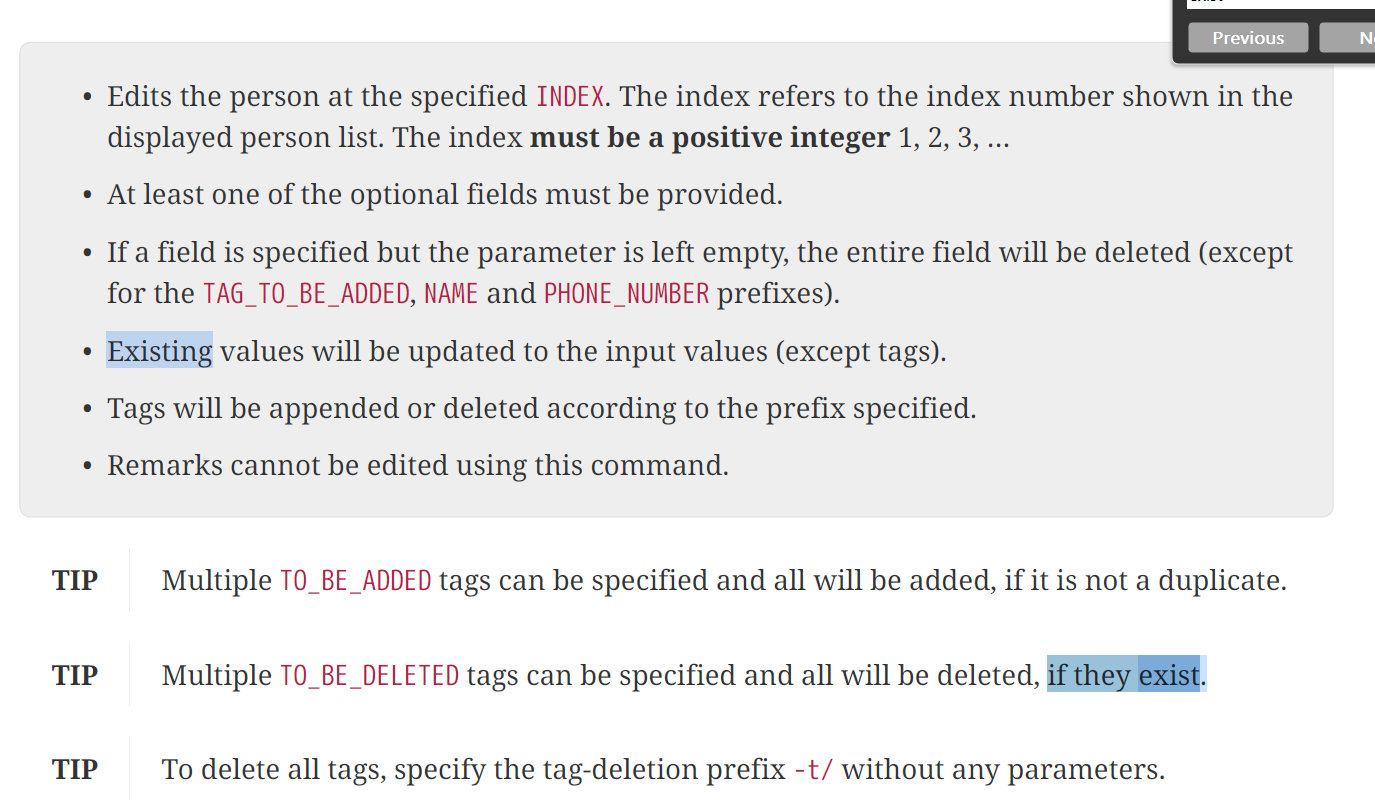 Previous
• Edits the person at the specified INDEX. The index refers to the index number shown in the
displayed person list. The index must be a positive integer 1, 2, 3, …
• At least one of the optional fields must be provided.
• If a field is specified but the parameter is left empty, the entire field will be deleted (except
for the TAG_TO_BE_ADDED, NAME and PHONE_NUMBER prefixes).
• Existing values will be updated to the input values (except tags).
• Tags will be appended or deleted according to the prefix specified.
• Remarks cannot be edited using this command.
TIP Multiple TO_BE_ADDED tags can be specified and all will be added, if it is not a duplicate.
TIP Multiple TO_BE_DELETED tags can be specified and all will be deleted, if they exist.
TIP To delete all tags, specify the tag-deletion prefix -t/ without any parameters.